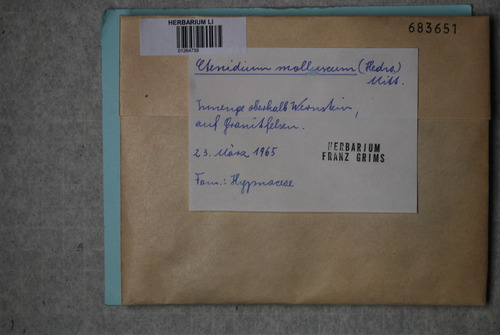 HERBARIUM LI
683651
Ctenidium molluscum (Hedw.)
Mitt.
Innenge oberhalb Wernstein,
auf Granitfelsen.
23. März 1965
HERBARIUM
FRANZ GRIMS
Fam.: Hypnaceae